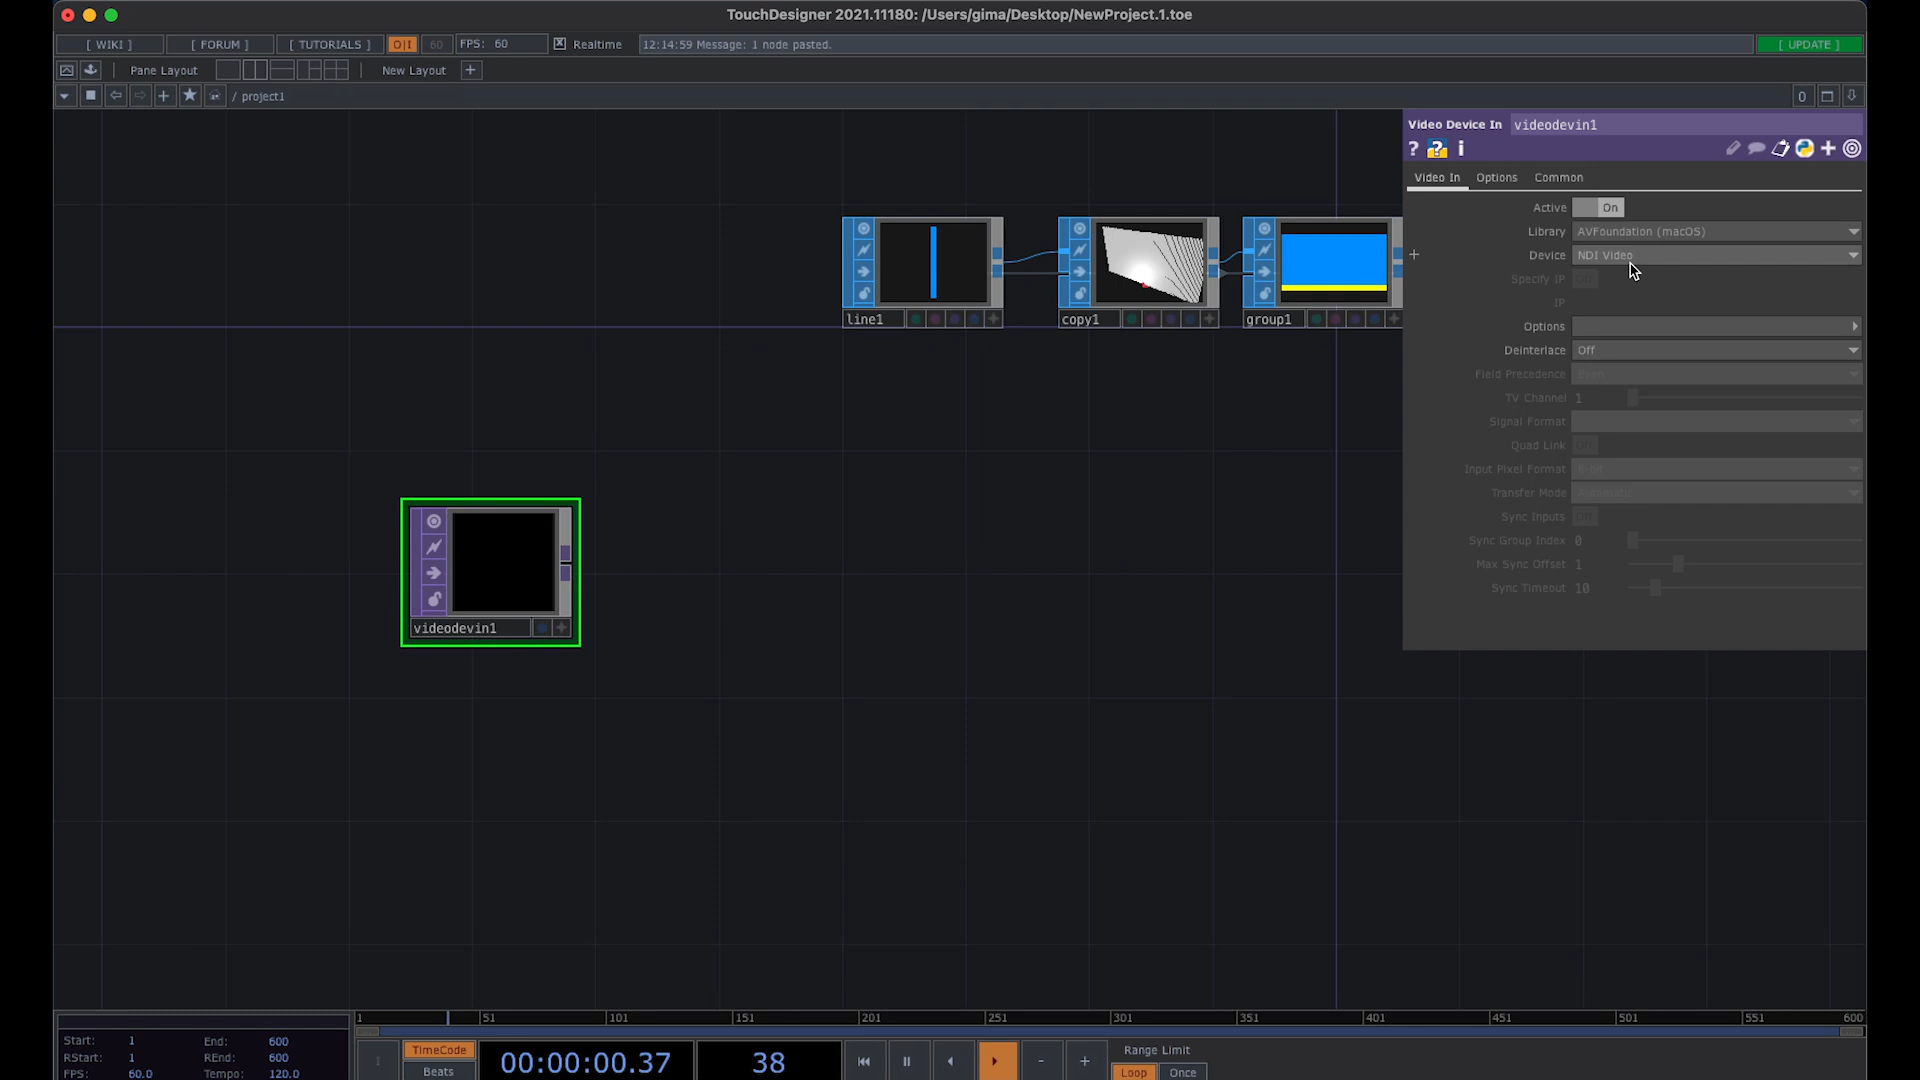 TouchDesigner 2021.11180: /Users/gima/Desktop/NewProject.1.toe
[ WIKI ] [ FORUM ] [ TUTORIALS ] O|I 60 FPS: 60 Realtime 12:14:59 Message: 1 node pasted. [ UPDATE ]
Pane Layout New Layout +
/ project1 0
Video Device In videodevin1
? ? i
Video In Options Common
Active On
Library AVFoundation (macOS)
Device NDI Video
Specify IP
IP
Options
Deinterlace Off
Field Precedence Even
TV Channel 1
Signal Format
Quad Link
Input Pixel Format 8-bit
Transfer Mode Automatic
Sync Inputs
Sync Group Index 0
Max Sync Offset 1
Sync Timeout 10
line1 copy1 group1
videodevin1
1 51 101 151 201 251 301 351 401 451 501 551 600
Start: 1 End: 600
RStart: 1 REnd: 600
FPS: 60.0 Tempo: 120.0
TimeCode
Beats
00:00:00.37 38
Range Limit
Loop Once